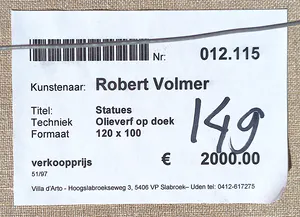 Nr: 012.115
Kunstenaar: Robert Volmer
Titel: Statues
Techniek Olieverf op doek
Formaat 120 x 100
149
verkoopprijs € 2000.00
51/97
Villa d'Arto - Hoogslabroekseweg 3, 5406 VP Slabroek– Uden tel: 0412-617275